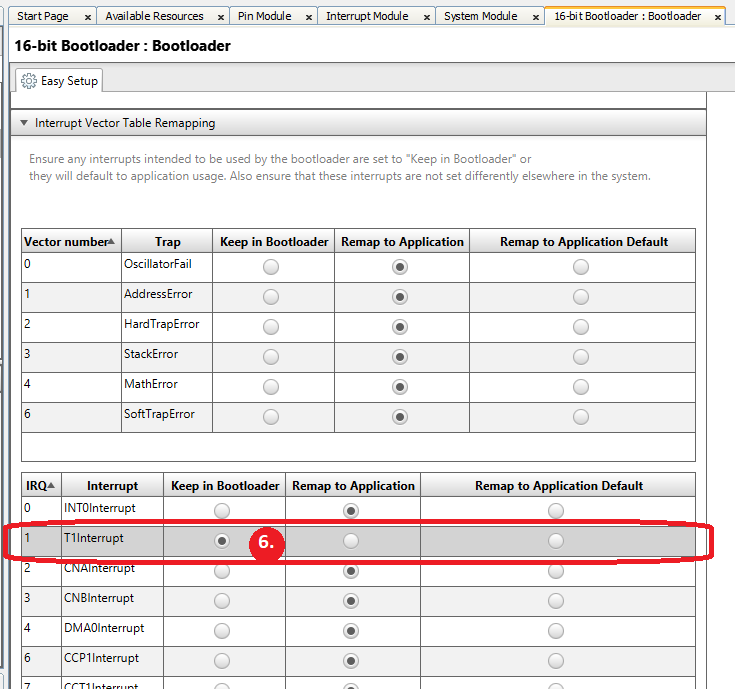 Start Page x Available Resources x Pin Module x Interrupt Module x System Module x 16-bit Bootloader : Bootloader x
16-bit Bootloader : Bootloader
Easy Setup
Interrupt Vector Table Remapping
Ensure any interrupts intended to be used by the bootloader are set to "Keep in Bootloader" or
they will default to application usage. Also ensure that these interrupts are not set differently elsewhere in the system.
Vector number Trap Keep in Bootloader Remap to Application Remap to Application Default
0 OscillatorFail
1 AddressError
2 HardTrapError
3 StackError
4 MathError
6 SoftTrapError
IRQ Interrupt Keep in Bootloader Remap to Application Remap to Application Default
0 INT0Interrupt
1 T1Interrupt 6.
2 CNAInterrupt
3 CNBInterrupt
4 DMA0Interrupt
6 CCP1Interrupt
7 CCT1Interrupt